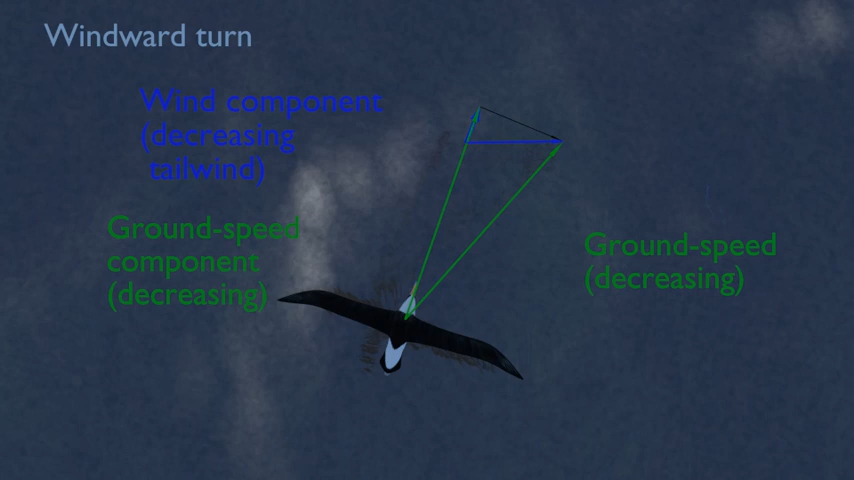 Windward turn
Wind component
(decreasing
tailwind)
Ground-speed
component
(decreasing)
Ground-speed
(decreasing)